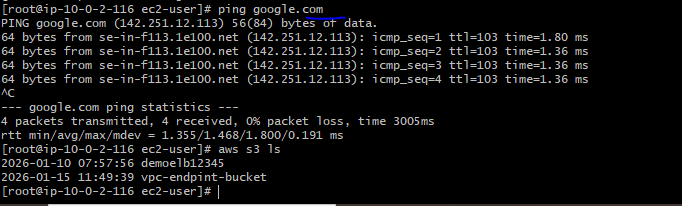 [root@ip-10-0-2-116 ec2-user]# ping google.com
PING google.com (142.251.12.113) 56(84) bytes of data.
64 bytes from se-in-f113.1e100.net (142.251.12.113): icmp_seq=1 ttl=103 time=1.80 ms
64 bytes from se-in-f113.1e100.net (142.251.12.113): icmp_seq=2 ttl=103 time=1.36 ms
64 bytes from se-in-f113.1e100.net (142.251.12.113): icmp_seq=3 ttl=103 time=1.36 ms
64 bytes from se-in-f113.1e100.net (142.251.12.113): icmp_seq=4 ttl=103 time=1.36 ms
^C
--- google.com ping statistics ---
4 packets transmitted, 4 received, 0% packet loss, time 3005ms
rtt min/avg/max/mdev = 1.355/1.468/1.800/0.191 ms
[root@ip-10-0-2-116 ec2-user]# aws s3 ls
2026-01-10 07:57:56 demoelb12345
2026-01-15 11:49:39 vpc-endpint-bucket
[root@ip-10-0-2-116 ec2-user]#